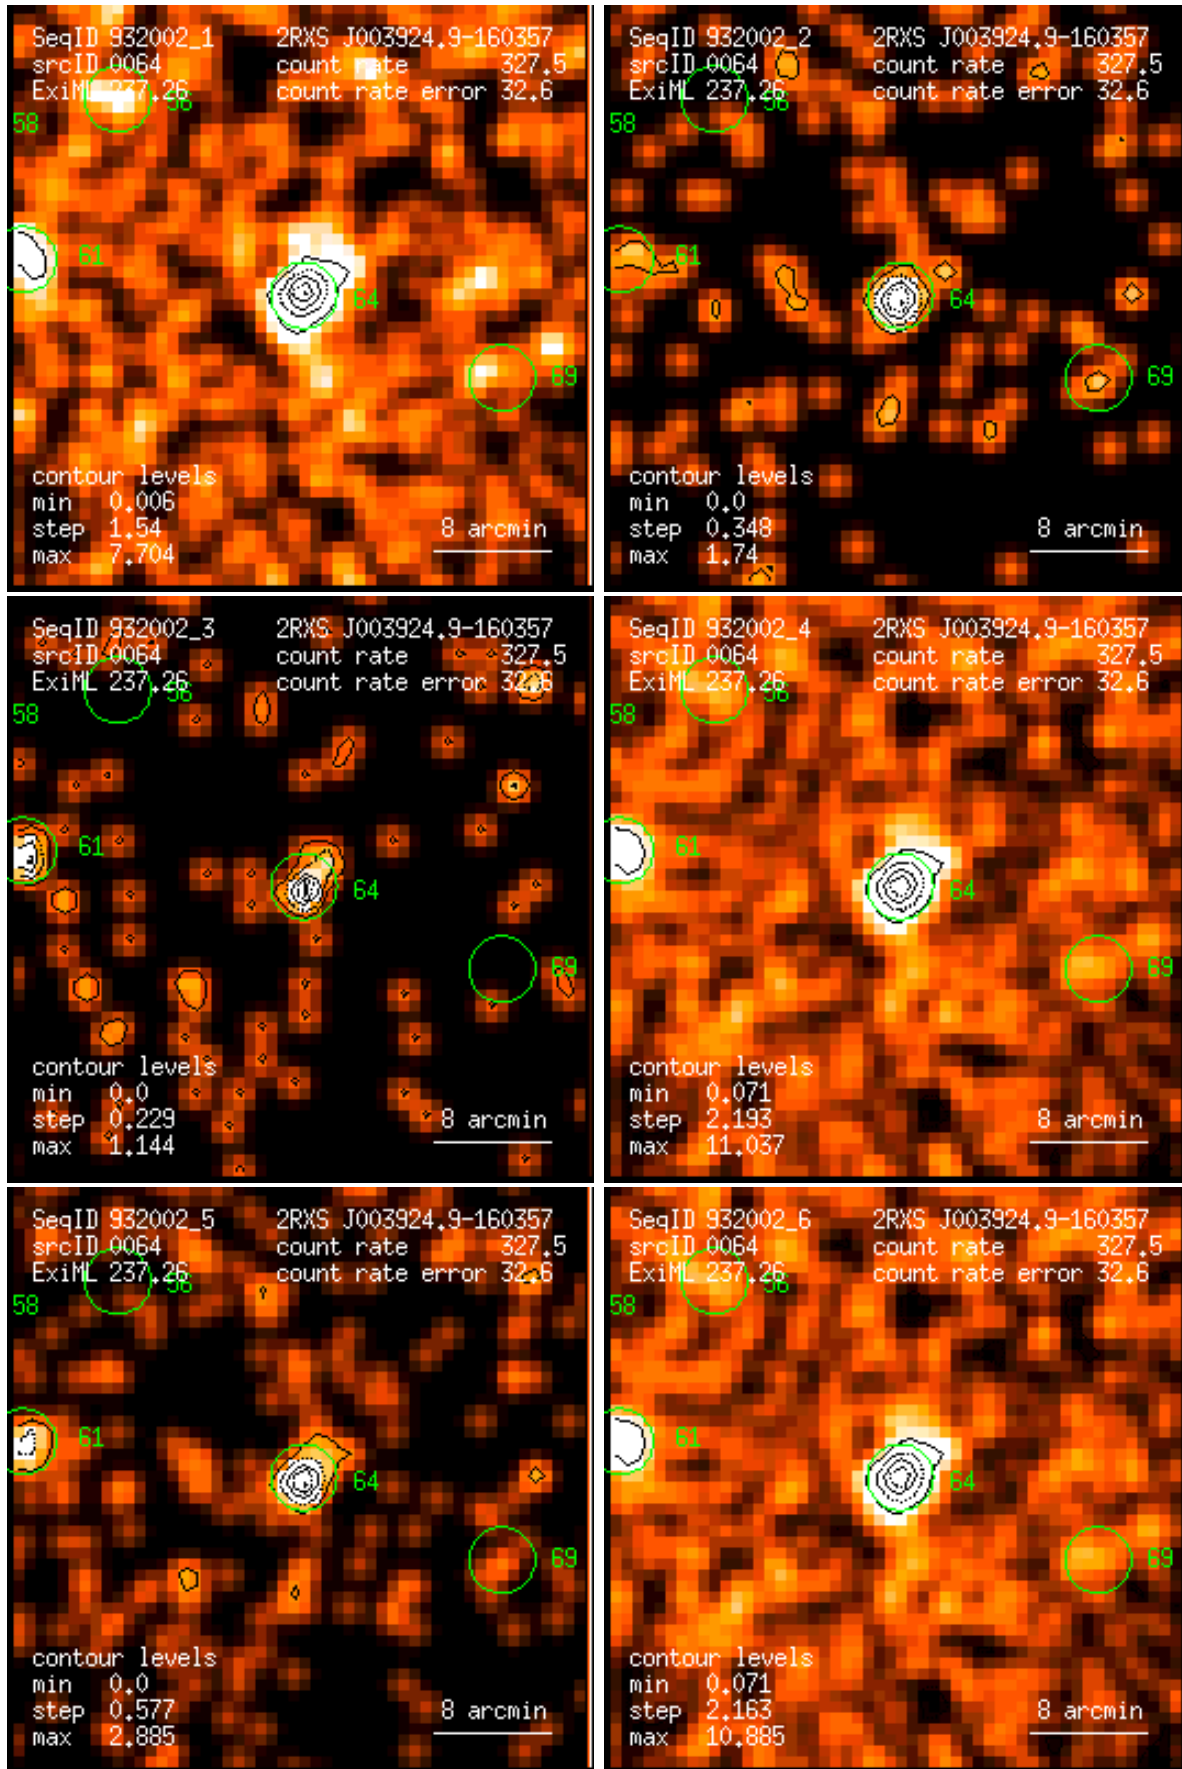 SeqID 932002_1 2RXS J003924.9-160357
srcID 0064 count rate 327.5
ExiML 237.26 count rate error 32.6
56
58
61
64
69
contour levels
min 0.006
step 1.54 8 arcmin
max 7.704
SeqID 932002_2 2RXS J003924.9-160357
srcID 0064 count rate 327.5
ExiML 237.26 count rate error 32.6
56
58
61
64
69
contour levels
min 0.0
step 0.348 8 arcmin
max 1.74
SeqID 932002_3 2RXS J003924.9-160357
srcID 0064 count rate 327.5
ExiML 237.26 count rate error 32.6
56
58
61
64
69
contour levels
min 0.0
step 0.229 8 arcmin
max 1.144
SeqID 932002_4 2RXS J003924.9-160357
srcID 0064 count rate 327.5
ExiML 237.26 count rate error 32.6
56
58
61
64
69
contour levels
min 0.071
step 2.193 8 arcmin
max 11.037
SeqID 932002_5 2RXS J003924.9-160357
srcID 0064 count rate 327.5
ExiML 237.26 count rate error 32.6
56
58
61
64
69
contour levels
min 0.0
step 0.577 8 arcmin
max 2.885
SeqID 932002_6 2RXS J003924.9-160357
srcID 0064 count rate 327.5
ExiML 237.26 count rate error 32.6
56
58
61
64
69
contour levels
min 0.071
step 2.163 8 arcmin
max 10.885